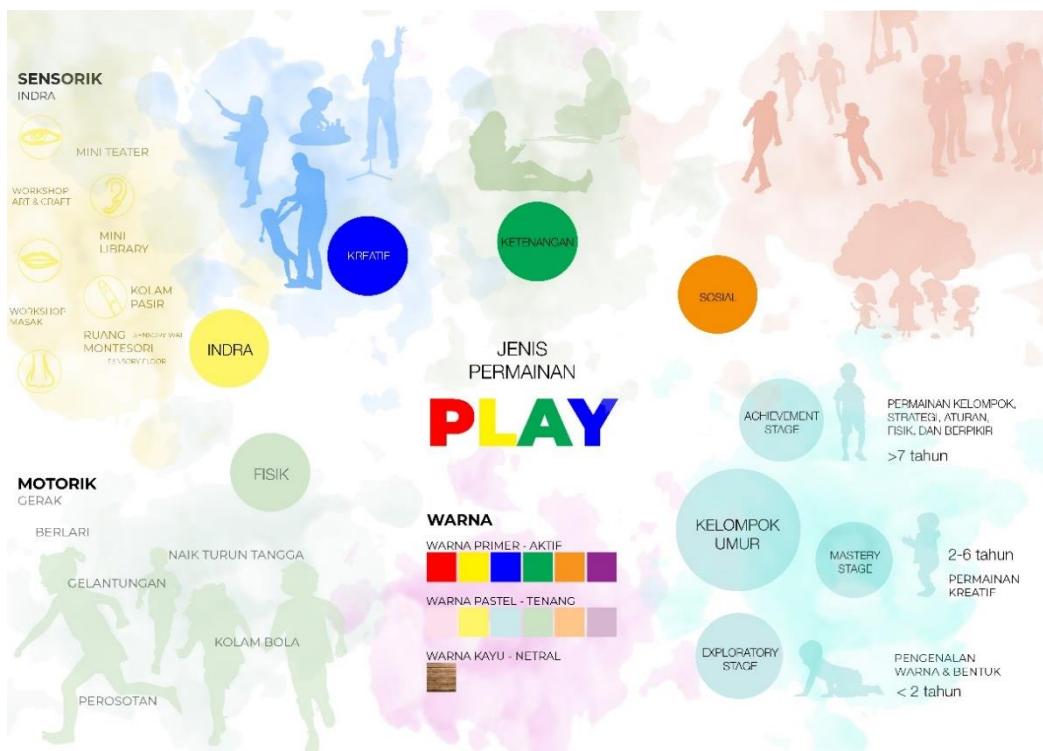 SENSORIK
INDRA
MINI TEATER
WORKSHOP
ART & CRAFT
MINI
LIBRARY
KOLAM
PASIR
WORKSHOP
MASAK
RUANG
MONTESORI
SENSORY FLOOR
INDRA
KREATIF
KETENANGAN
SOSIAL
JENIS
PERMAINAN
PLAY
FISIK
MOTORIK
GERAK
BERLARI
NAIK TURUN TANGGA
GELANTUNGAN
KOLAM BOLA
PEROSOTAN
WARNA
WARNA PRIMER - AKTIF
WARNA PASTEL - TENANG
WARNA KAYU - NETRAL
ACHIEVEMENT
STAGE
PERMAINAN KELOMPOK,
STRATEGI, ATURAN,
FISIK, DAN BERPIKIR
>7 tahun
KELOMPOK
UMUR
MASTERY
STAGE
2-6 tahun
PERMAINAN
KREATIF
EXPLORATORY
STAGE
PENGENALAN
WARNA & BENTUK
< 2 tahun